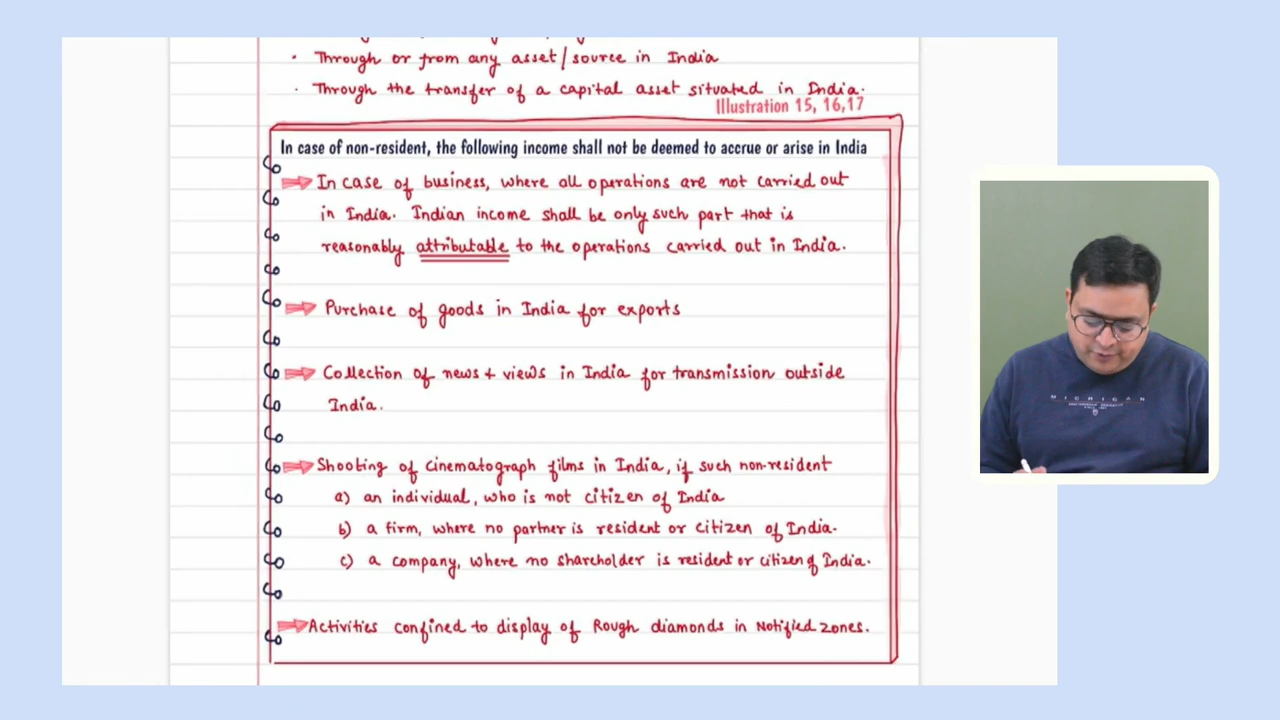 · Through or from any asset/source in India
· Through the transfer of a capital asset situated in India.
Illustration 15, 16,17
In case of non-resident, the following income shall not be deemed to accrue or arise in India
In case of business, where all operations are not carried out
in India. Indian income shall be only such part that is
reasonably attributable to the operations carried out in India.
Purchase of goods in India for exports
Collection of news + views in India for transmission outside
India.
Shooting of cinematograph films in India, if such non-resident
a) an individual, who is not citizen of India
b) a firm, where no partner is resident or citizen of India.
c) a company, where no shareholder is resident or citizen of India.
Activities confined to display of Rough diamonds in Notified zones.
MICHIGAN